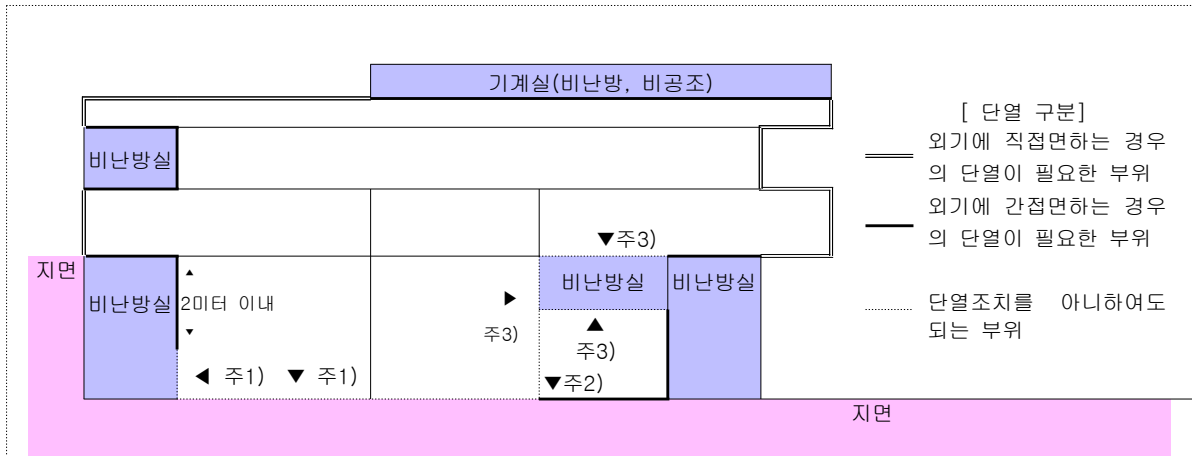 기계실(비난방, 비공조)
[ 단열 구분]
외기에 직접면하는 경우
의 단열이 필요한 부위
외기에 간접면하는 경우
의 단열이 필요한 부위
단열조치를 아니하여도
되는 부위
비난방실
▼주3)
지면
비난방실
▲
2미터 이내
▼
▶
주3)
비난방실
비난방실
▲
주3)
◀ 주1)
▼ 주1)
▼주2)
지면